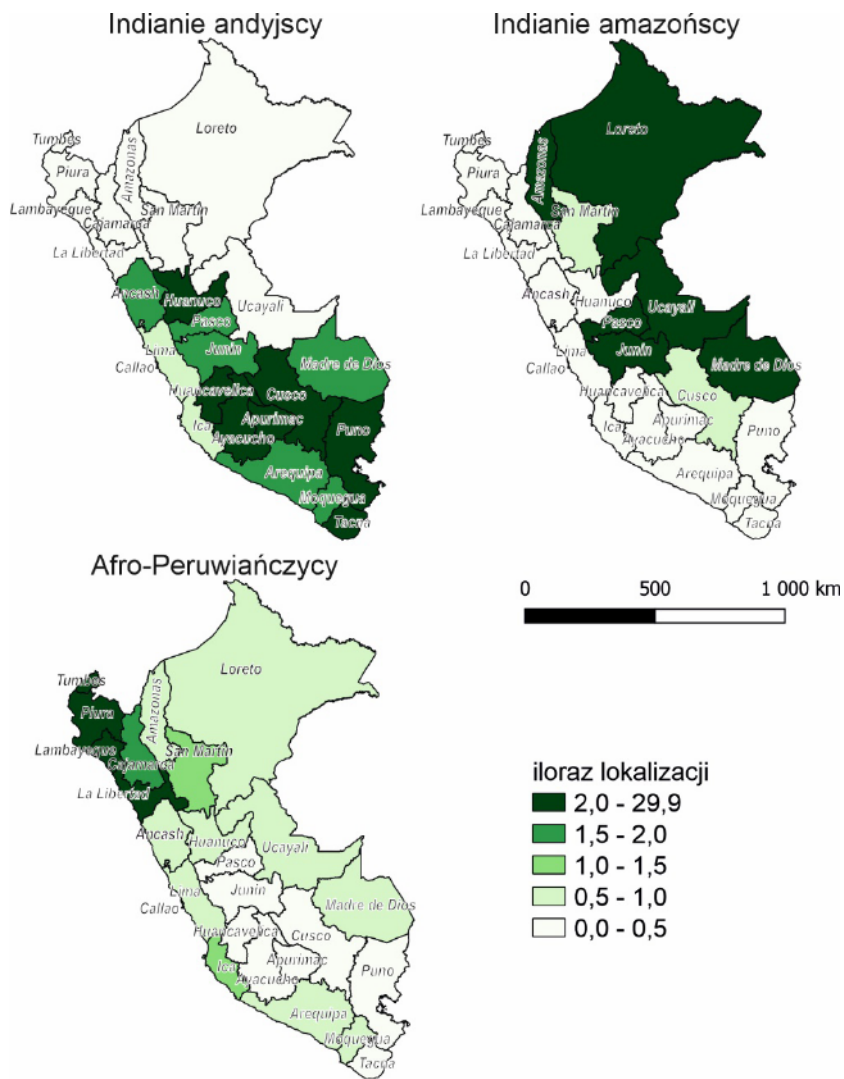 Indianie andyjscy
Loreto
Tumbes
Piura
Amazonas
Lambayeque
San Martin
Cajamarca
La Libertad
Ancash
Huanuco
Ucayali
Pasco
Lima
Junin
Callao
Madre de Dios
Huancavelica
Cusco
Apurimac
Ica
Puno
Ayacucho
Arequipa
Moquegua
Tacna
Indianie amazońscy
Loreto
Tumbes
Piura
Amazonas
Lambayeque
San Martin
Cajamarca
La Libertad
Ancash
Huanuco
Ucayali
Pasco
Lima
Junin
Callao
Madre de Dios
Huancavelica
Cusco
Apurimac
Ica
Puno
Ayacucho
Arequipa
Moquegua
Tacna
Afro-Peruwiańczycy
Loreto
Tumbes
Piura
Amazonas
Lambayeque
San Martin
Cajamarca
La Libertad
Ancash
Huanuco
Ucayali
Pasco
Lima
Junin
Callao
Madre de Dios
Huancavelica
Cusco
Apurimac
Ica
Puno
Ayacucho
Arequipa
Moquegua
Tacna
0 500 1 000 km
iloraz lokalizacji
2,0 - 29,9
1,5 - 2,0
1,0 - 1,5
0,5 - 1,0
0,0 - 0,5